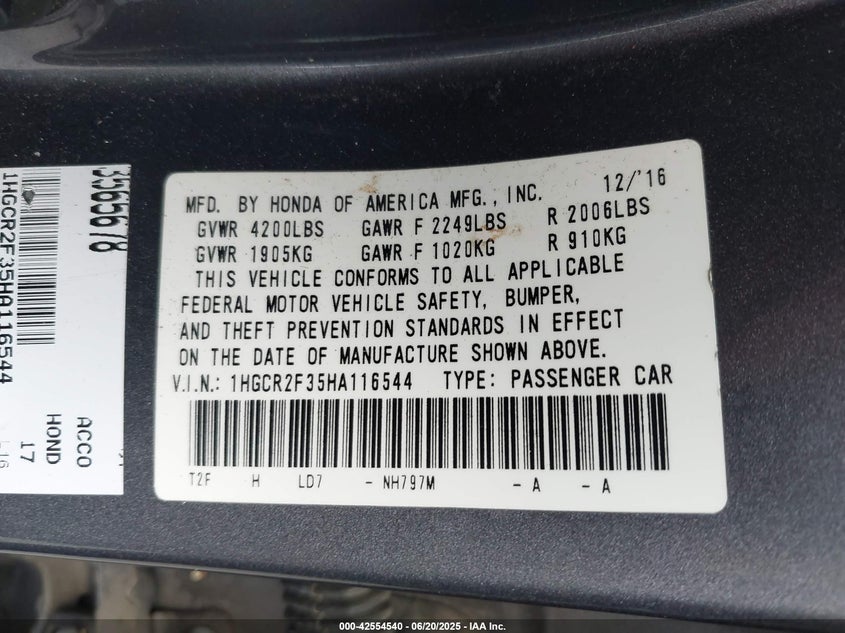 MFD. BY HONDA OF AMERICA MFG., INC. 12/'16
GVWR 4200LBS GAWR F 2249LBS R 2006LBS
GVWR 1905KG GAWR F 1020KG R 910KG
THIS VEHICLE CONFORMS TO ALL APPLICABLE
FEDERAL MOTOR VEHICLE SAFETY, BUMPER,
AND THEFT PREVENTION STANDARDS IN EFFECT
ON THE DATE OF MANUFACTURE SHOWN ABOVE.
V.I.N.: 1HGCR2F35HA116544 TYPE: PASSENGER CAR
T2F H LD7 - NH797M - A - A
1HGCR2F35HA116544
ACCO
HOND
17
000-42554540 - 06/20/2025 - IAA Inc.